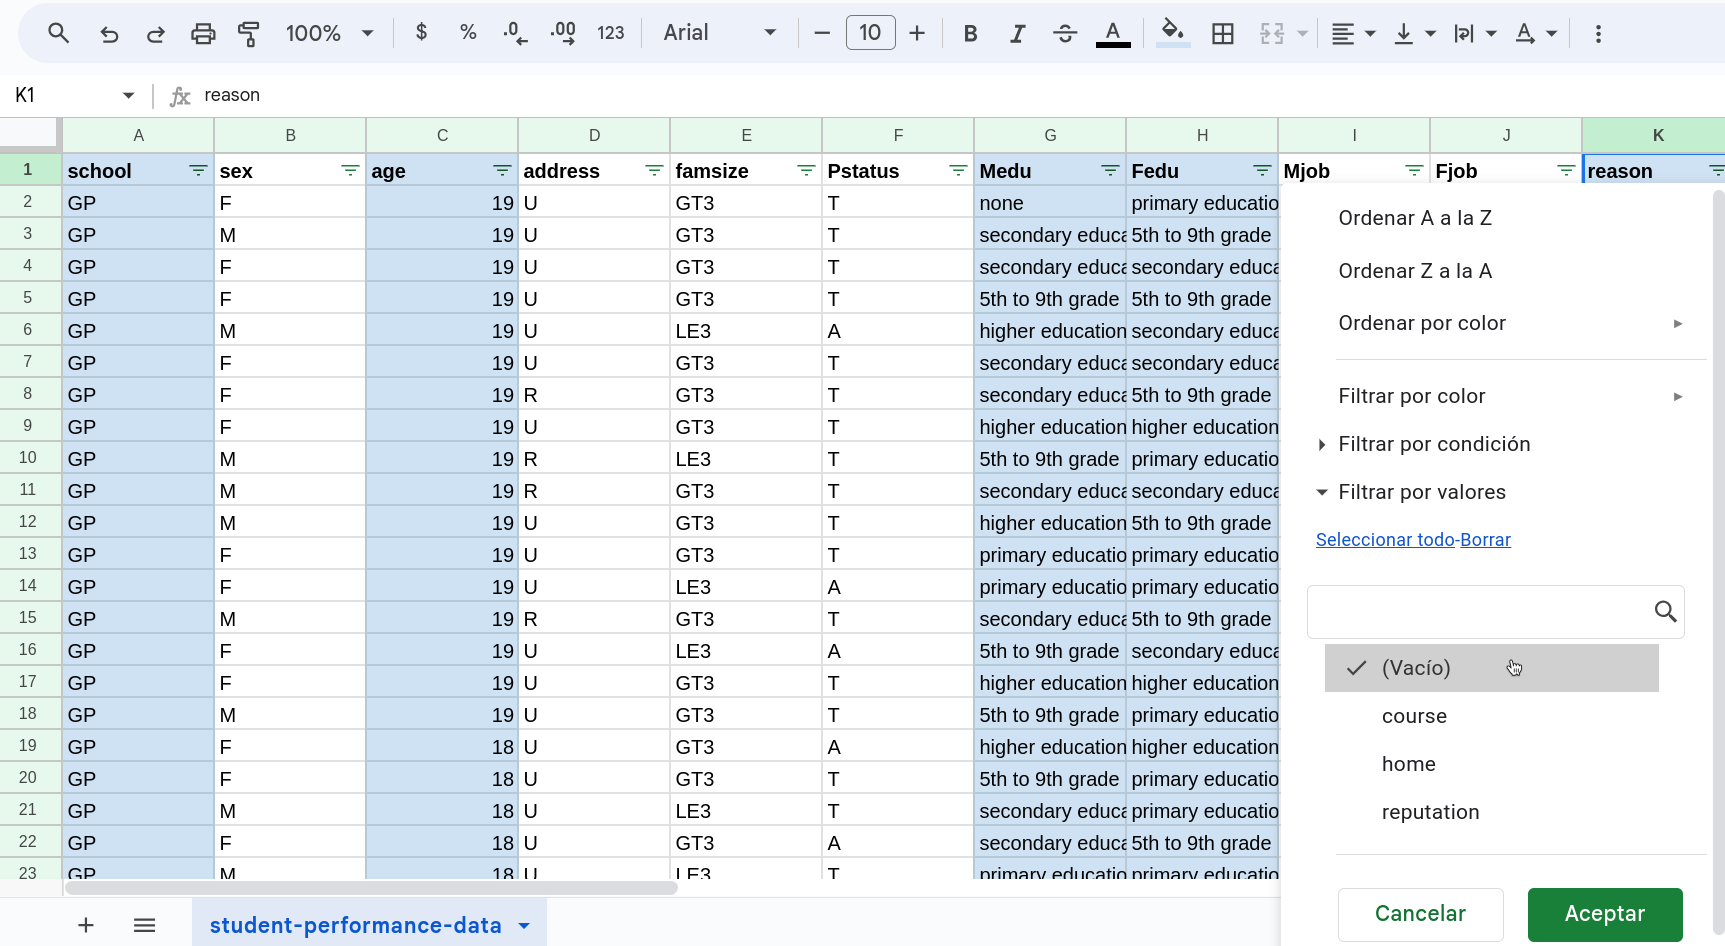 100% $ % .0 .00 123 Arial 10 B I S A A
K1 fx reason
A B C D E F G H I J K
1 school sex age address famsize Pstatus Medu Fedu Mjob Fjob reason
2 GP F 19 U GT3 T none primary educatio
3 GP M 19 U GT3 T secondary educa 5th to 9th grade
4 GP F 19 U GT3 T secondary educa secondary educa
5 GP F 19 U GT3 T 5th to 9th grade 5th to 9th grade
6 GP M 19 U LE3 A higher education secondary educa
7 GP F 19 U GT3 T secondary educa secondary educa
8 GP F 19 R GT3 T secondary educa 5th to 9th grade
9 GP F 19 U GT3 T higher education higher education
10 GP M 19 R LE3 T 5th to 9th grade primary educatio
11 GP M 19 R GT3 T secondary educa secondary educa
12 GP M 19 U GT3 T higher education 5th to 9th grade
13 GP F 19 U GT3 T primary educatio primary educatio
14 GP F 19 U LE3 A primary educatio primary educatio
15 GP M 19 R GT3 T secondary educa 5th to 9th grade
16 GP F 19 U LE3 A 5th to 9th grade secondary educa
17 GP F 19 U GT3 T higher education higher education
18 GP M 19 U GT3 T 5th to 9th grade primary educatio
19 GP F 18 U GT3 A higher education higher education
20 GP F 18 U GT3 T 5th to 9th grade primary educatio
21 GP M 18 U LE3 T secondary educa primary educatio
22 GP F 18 U GT3 A secondary educa 5th to 9th grade
23 GP M 18 U LE3 T primary educatio primary educatio
Ordenar A a la Z
Ordenar Z a la A
Ordenar por color
Filtrar por color
Filtrar por condición
Filtrar por valores
Seleccionar todo-Borrar
(Vacío)
course
home
reputation
Cancelar Aceptar
student-performance-data